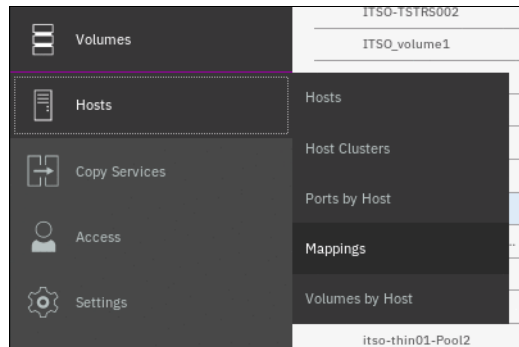 ITSO-TSTRS002
Volumes
ITSO_volume1
Hosts
Hosts
Host Clusters
Copy Services
Ports by Host
Access
Mappings
Settings
Volumes by Host
itso-thin01-Pool2